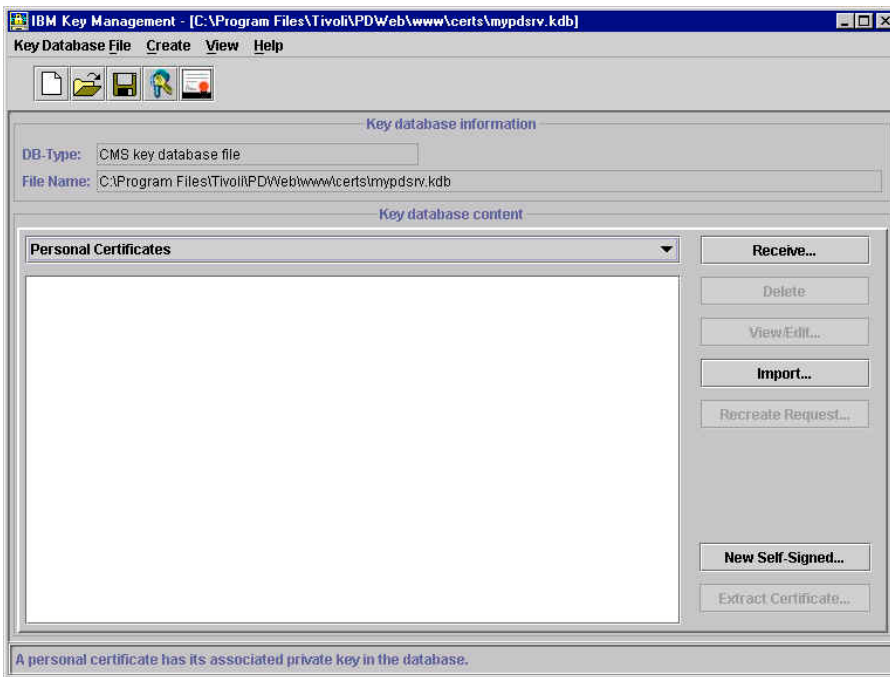 IBM Key Management - [C:\Program Files\Tivoli\PDWeb\www\certs\mypdsrv.kdb]
Key Database File Create View Help
Key database information
DB-Type: CMS key database file
File Name: C:\Program Files\Tivoli\PDWeb\www\certs\mypdsrv.kdb
Key database content
Personal Certificates
Receive...
Delete
View/Edit...
Import...
Recreate Request...
New Self-Signed...
Extract Certificate...
A personal certificate has its associated private key in the database.